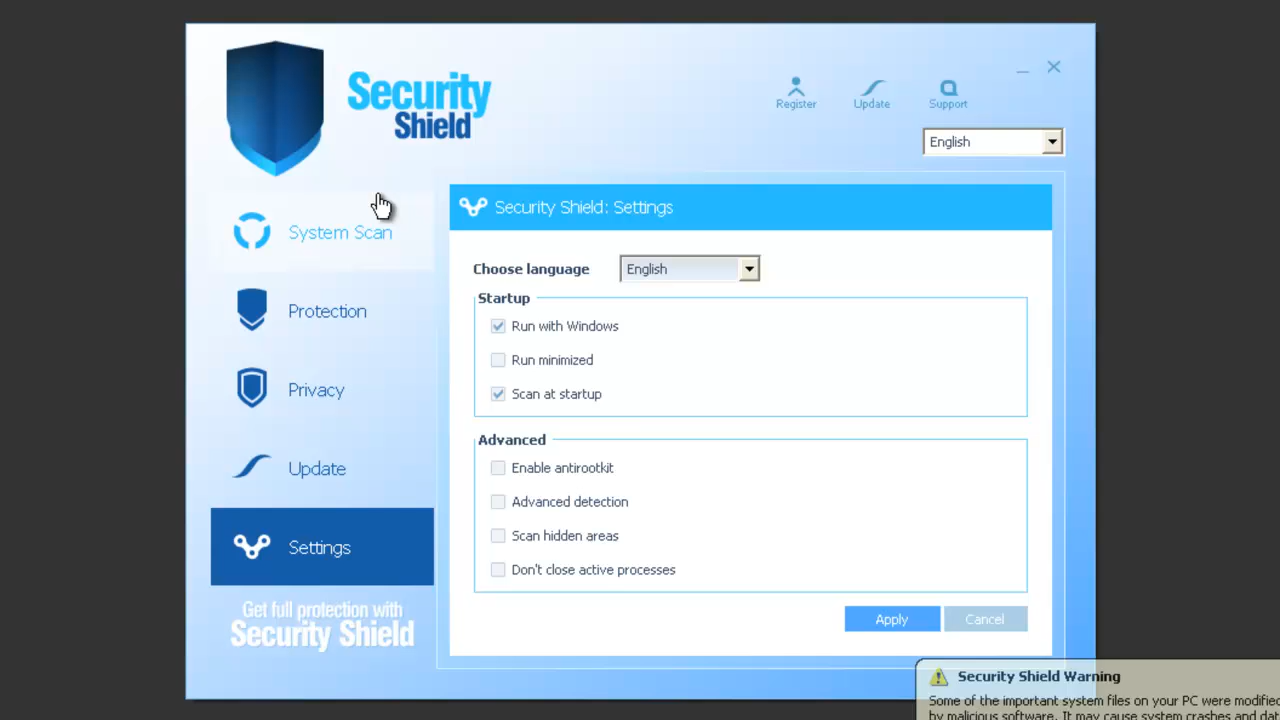 Security
Shield
Register
Update
Support
English
System Scan
Protection
Privacy
Update
Settings
Get full protection with
Security Shield
Security Shield: Settings
Choose language
English
Startup
Run with Windows
Run minimized
Scan at startup
Advanced
Enable antirootkit
Advanced detection
Scan hidden areas
Don't close active processes
Apply
Cancel
Security Shield Warning
Some of the important system files on your PC were modified
by malicious software. It may cause system crashes and